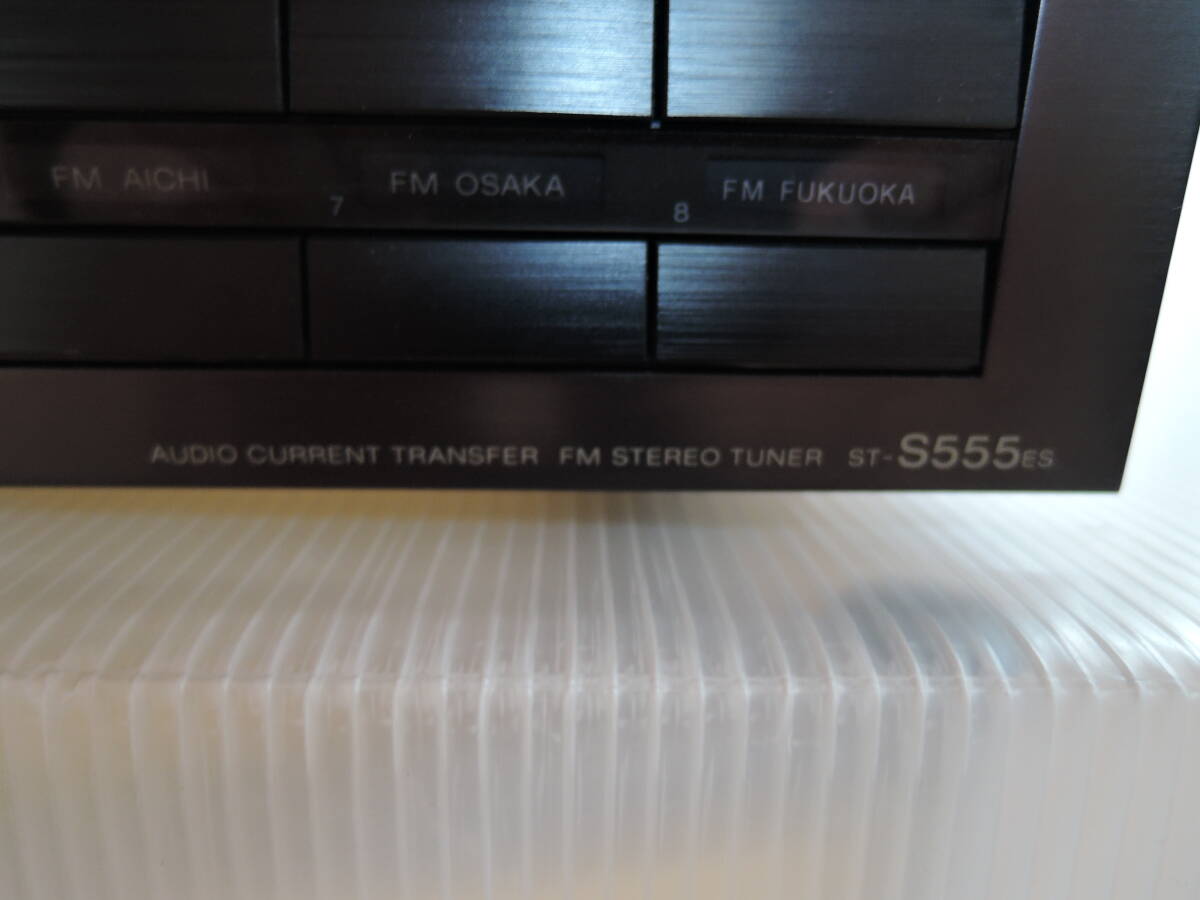 FM AICHI
7 FM OSAKA
8 FM FUKUOKA
AUDIO CURRENT TRANSFER FM STEREO TUNER ST-S555ES